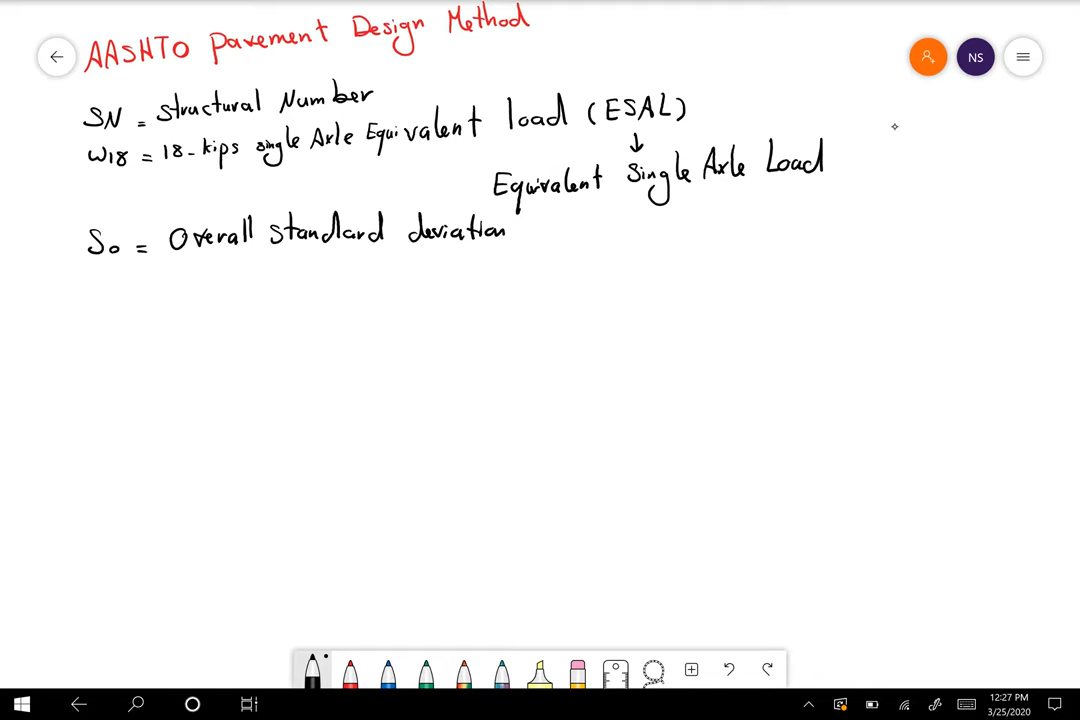 AASHTO Pavement Design Method
NS
SN = Structural Number
W18 = 18-kips single Axle Equivalent load (ESAL)
Equivalent Single Axle Load
So = Overall standard deviation
12:27 PM
3/25/2020